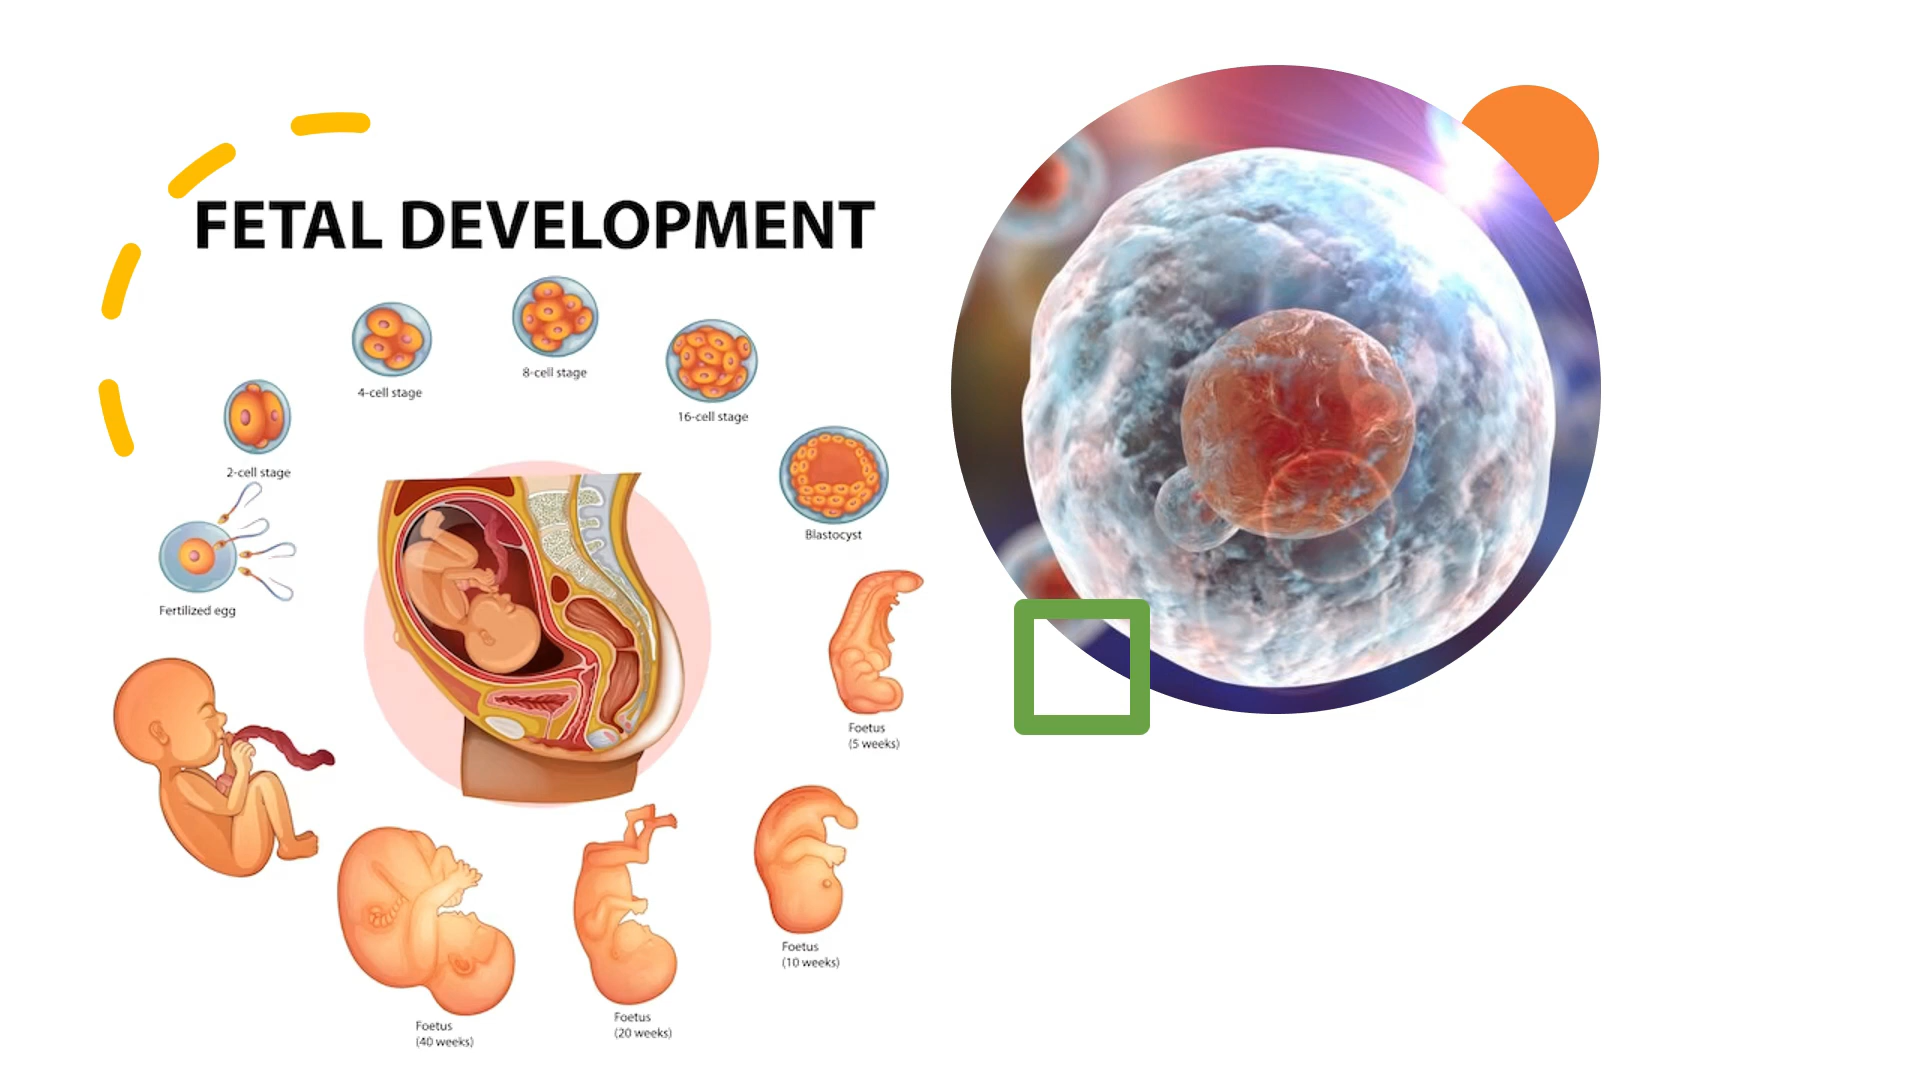 FETAL DEVELOPMENT
8-cell stage
4-cell stage
16-cell stage
2-cell stage
Blastocyst
Fertilized egg
Foetus
(5 weeks)
Foetus
(10 weeks)
Foetus
(20 weeks)
Foetus
(40 weeks)